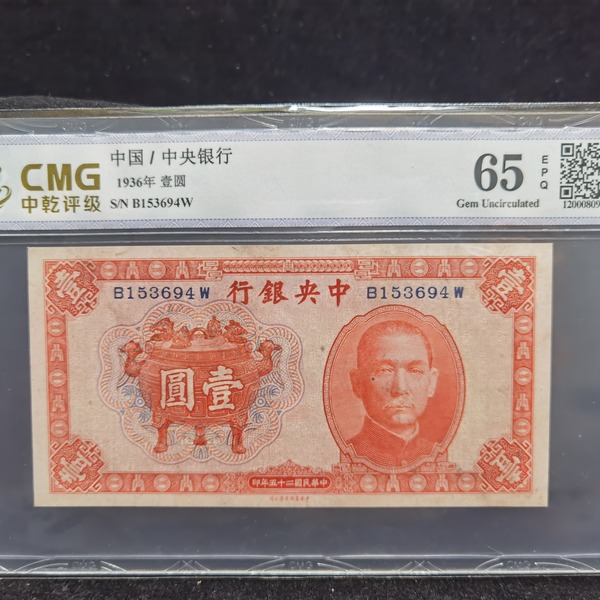 CMG
中乾评级
中国 / 中央银行
1936年 壹圆
S/N B153694W
65
EPQ
Gem Uncirculated
1200809
B153694W
行銀央中
B153694W
圓壹
印年五十二國民華中